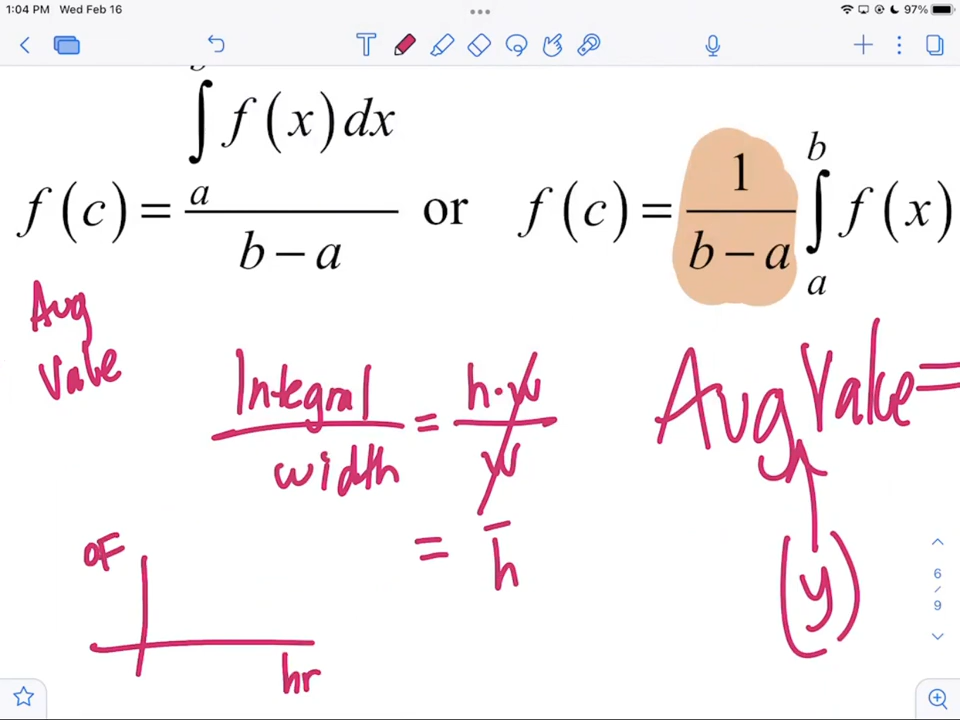 1:04 PM Wed Feb 16
97%
T
∫ₐ f(x)dx
f(c) = ――― or f(c) = 1/(b – a) ∫ₐᵇ f(x)
b – a
Avg
Value
Integral / width = h·w / w
Avg Value =
= h̄
(y)
°F
hr
6
/
9